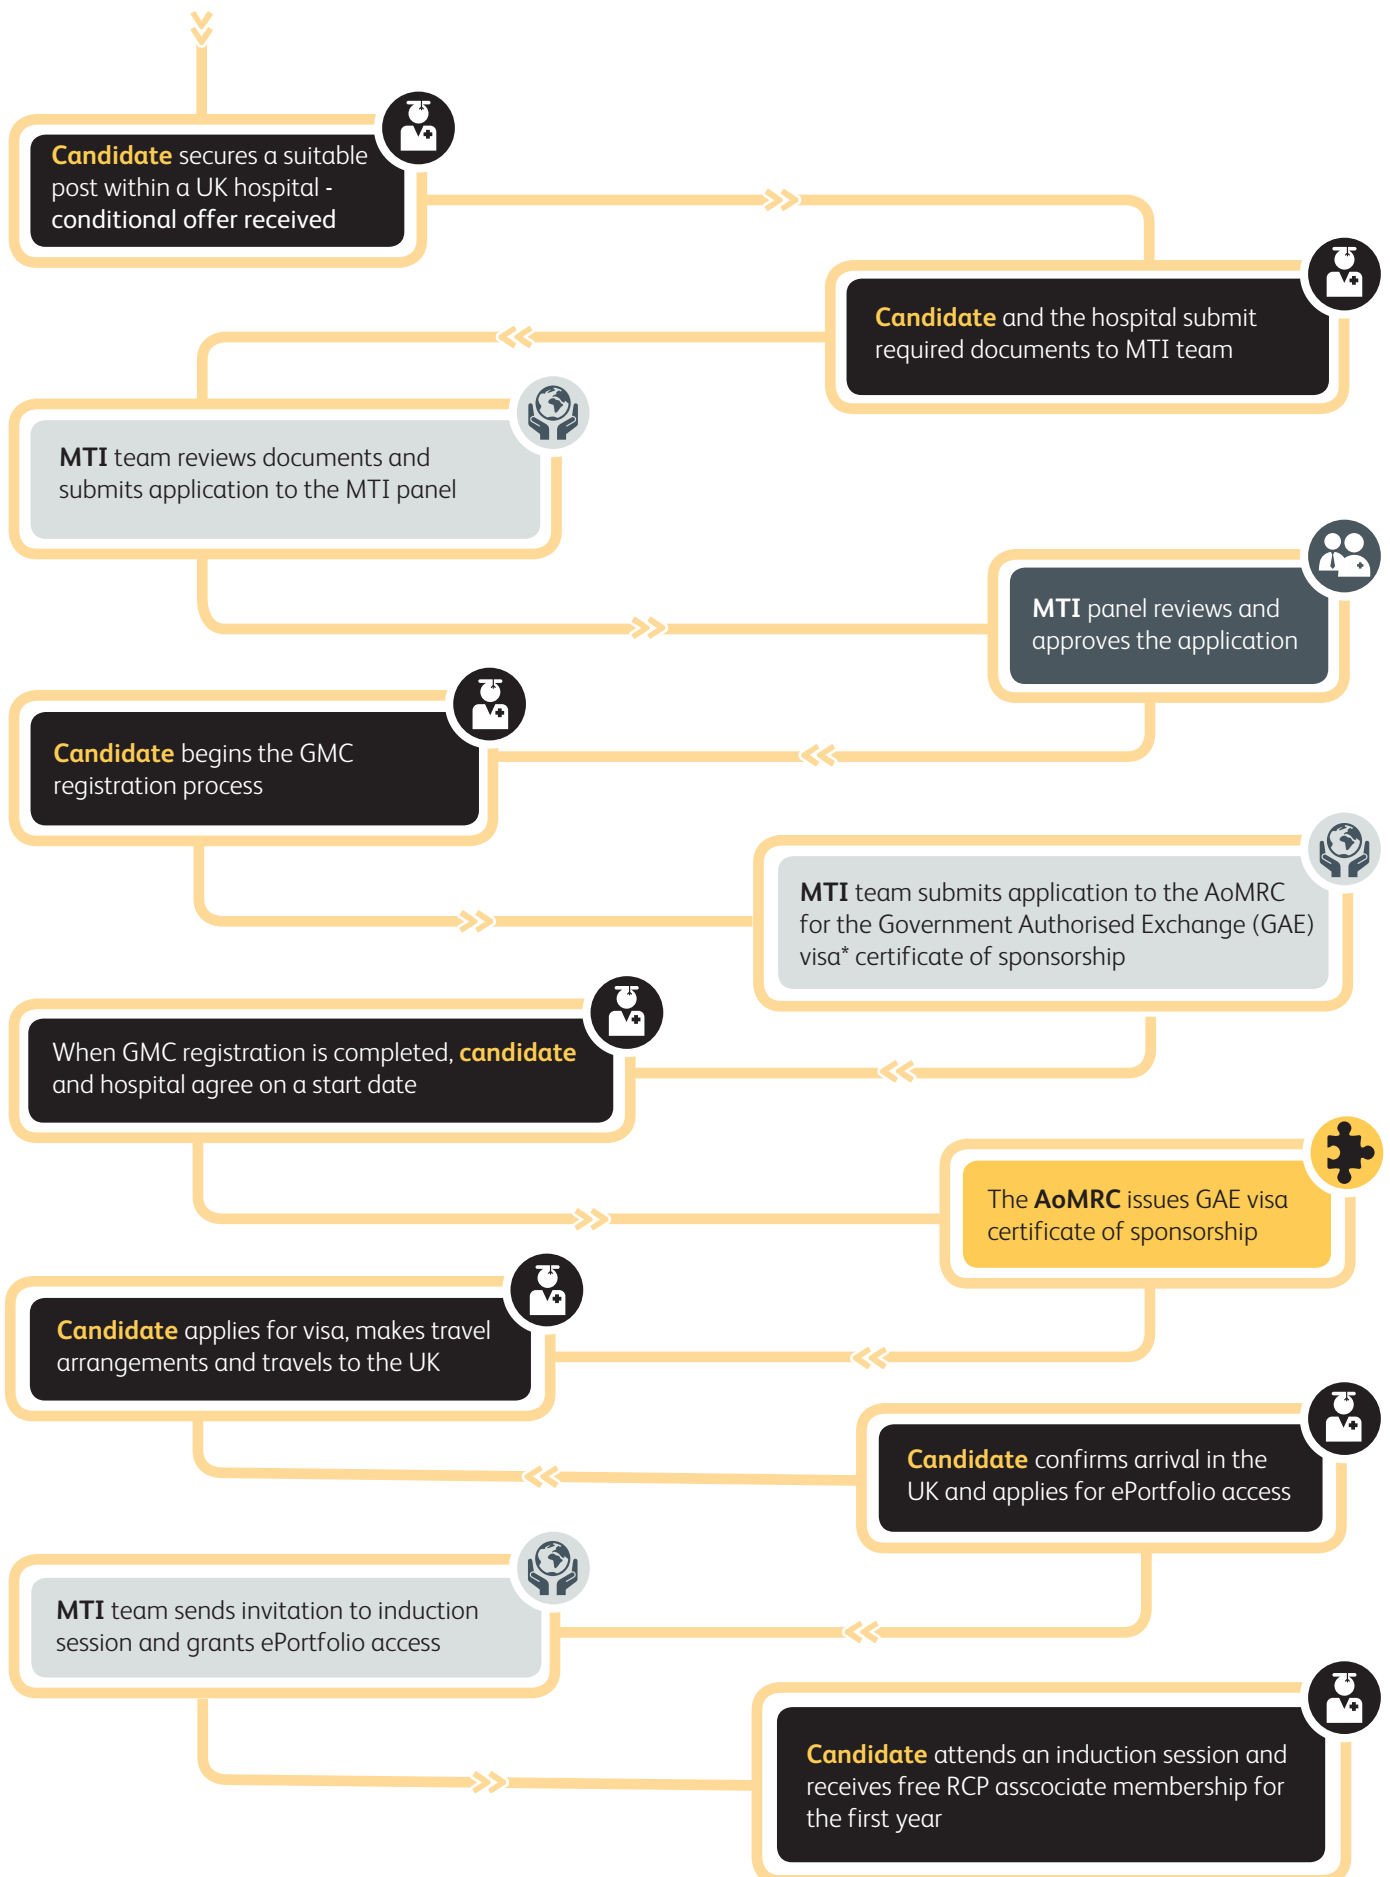 Candidate secures a suitable
post within a UK hospital -
conditional offer received
Candidate and the hospital submit
required documents to MTI team
MTI team reviews documents and
submits application to the MTI panel
MTI panel reviews and
approves the application
Candidate begins the GMC
registration process
MTI team submits application to the AoMRC
for the Government Authorised Exchange (GAE)
visa* certificate of sponsorship
When GMC registration is completed, candidate
and hospital agree on a start date
The AoMRC issues GAE visa
certificate of sponsorship
Candidate applies for visa, makes travel
arrangements and travels to the UK
Candidate confirms arrival in the
UK and applies for ePortfolio access
MTI team sends invitation to induction
session and grants ePortfolio access
Candidate attends an induction session and
receives free RCP asscociate membership for
the first year